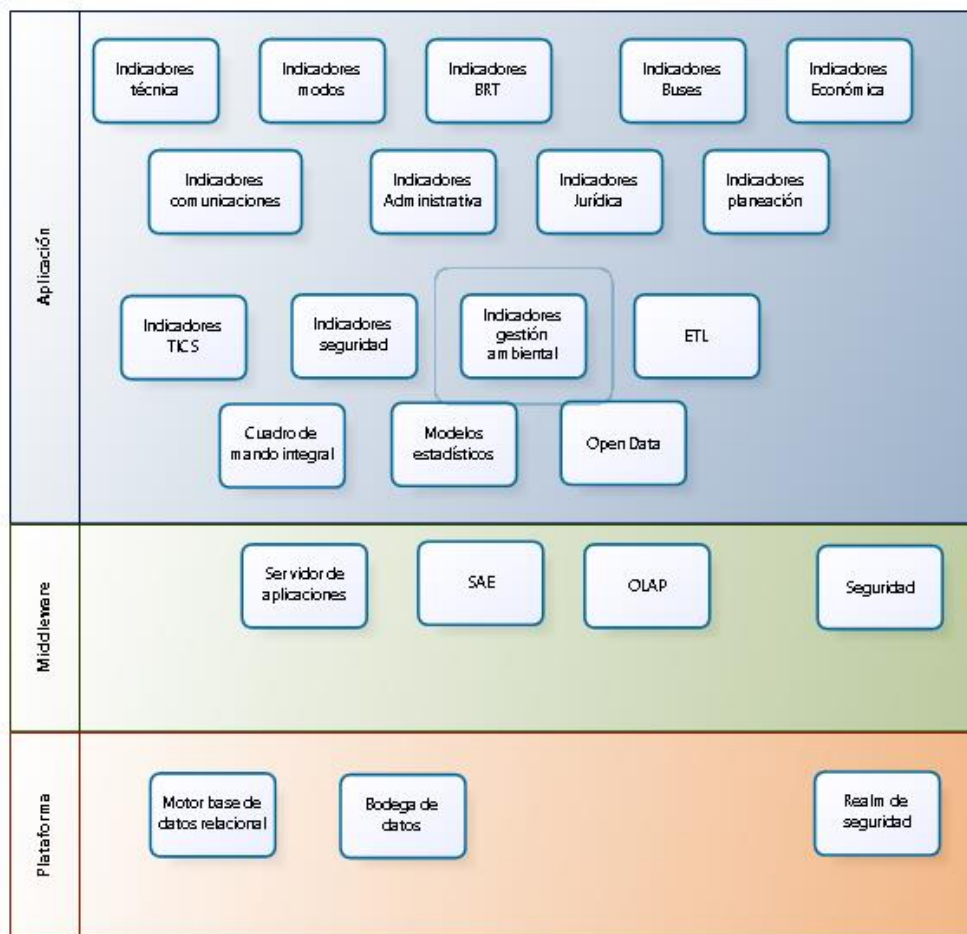 Aplicación
Indicadores
técnica
Indicadores
modos
Indicadores
BRT
Indicadores
Buses
Indicadores
Económica
Indicadores
comunicaciones
Indicadores
Administrativa
Indicadores
Jurídica
Indicadores
planeación
Indicadores
TICS
Indicadores
seguridad
Indicadores
gestión
ambiental
ETL
Cuadro de
mando integral
Modelos
estadísticos
Open Data
Middleware
Servidor de
aplicaciones
SAE
OLAP
Seguridad
Plataforma
Motor base de
datos relacional
Bodega de
datos
Realm de
seguridad